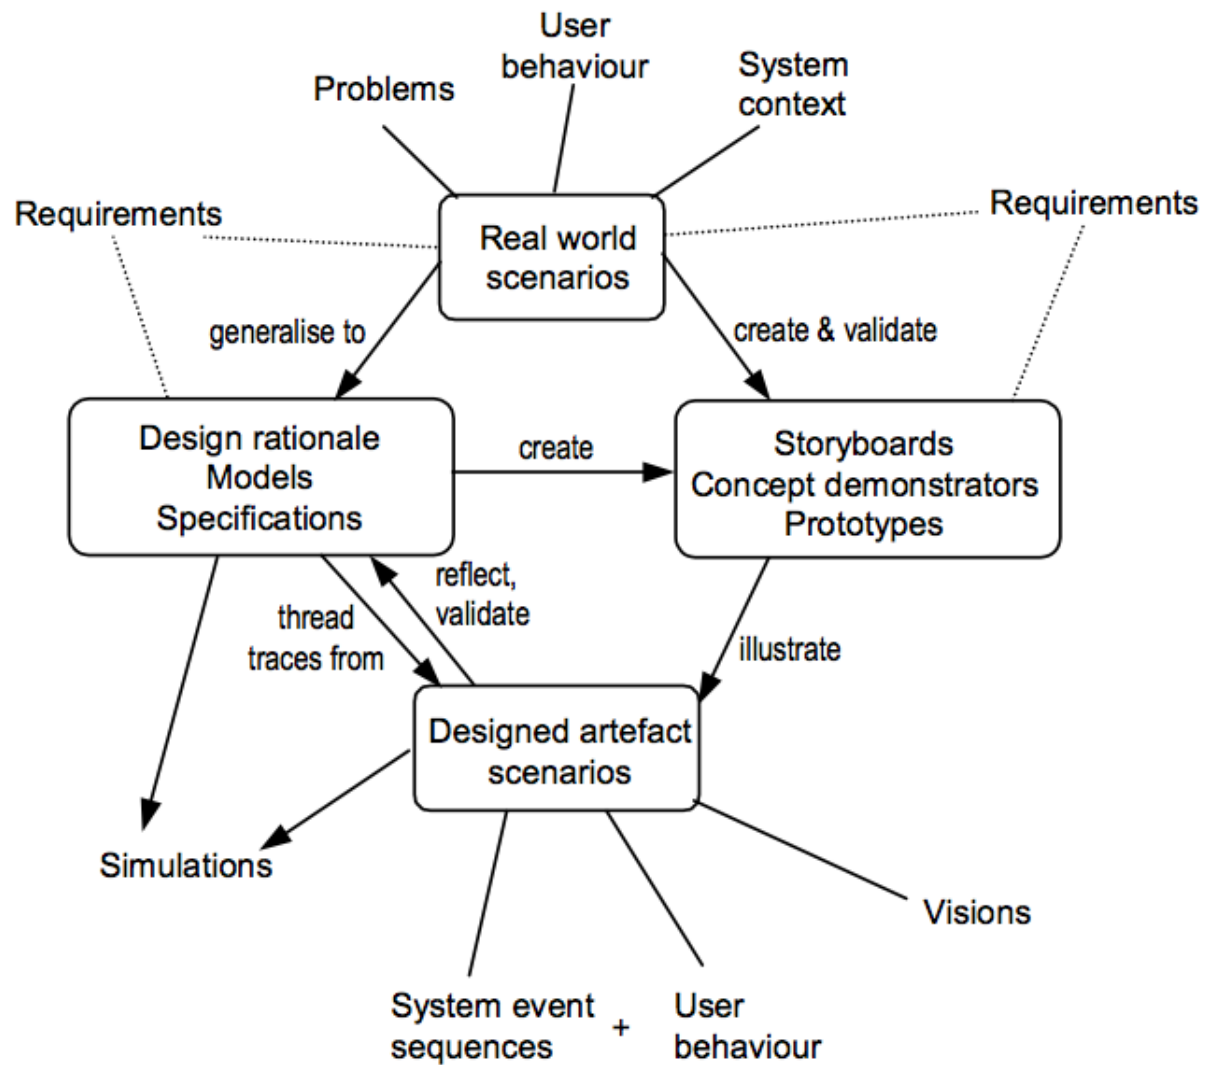 User
behaviour
Problems
System
context
Requirements
Requirements
Real world
scenarios
generalise to
create & validate
Design rationale
Models
Specifications
create
Storyboards
Concept demonstrators
Prototypes
reflect,
validate
thread
traces from
illustrate
Designed artefact
scenarios
Simulations
Visions
System event
sequences
+
User
behaviour